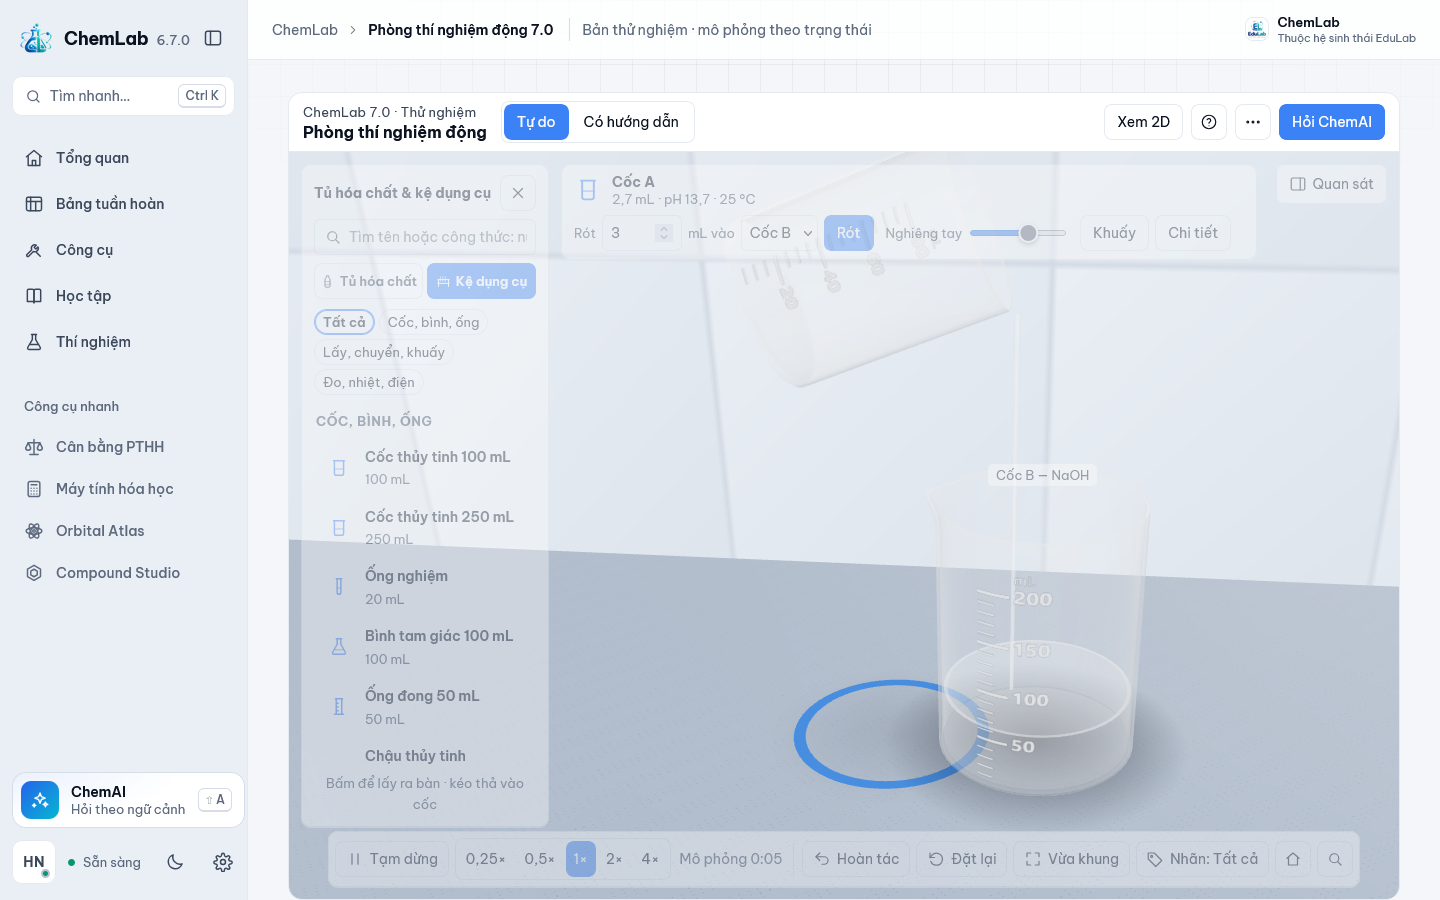 ChemLab 6.7.0
Tìm nhanh... Ctrl K
Tổng quan
Bảng tuần hoàn
Công cụ
Học tập
Thí nghiệm
Công cụ nhanh
Cân bằng PTHH
Máy tính hóa học
Orbital Atlas
Compound Studio
ChemAI
Hỏi theo ngữ cảnh
⇧ A
HN
Sẵn sàng
ChemLab › Phòng thí nghiệm động 7.0
Bản thử nghiệm · mô phỏng theo trạng thái
EduLab
ChemLab
Thuộc hệ sinh thái EduLab
ChemLab 7.0 · Thử nghiệm
Phòng thí nghiệm động
Tự do
Có hướng dẫn
Xem 2D
Hỏi ChemAI
Tủ hóa chất & kệ dụng cụ
Tìm tên hoặc công thức:
Tủ hóa chất
Kệ dụng cụ
Tất cả
Cốc, bình, ống
Lấy, chuyển, khuấy
Đo, nhiệt, điện
CỐC, BÌNH, ỐNG
Cốc thủy tinh 100 mL
100 mL
Cốc thủy tinh 250 mL
250 mL
Ống nghiệm
20 mL
Bình tam giác 100 mL
100 mL
Ống đong 50 mL
50 mL
Chậu thủy tinh
Bấm để lấy ra bàn · kéo thả vào
cốc
Cốc A
2,7 mL · pH 13,7 · 25 °C
Rót 3 mL vào Cốc B Rót Nghiêng tay Khuấy Chi tiết
Quan sát
20
40
60
Cốc B — NaOH
mL
200
150
100
50
Tạm dừng
0,25×
0,5×
1×
2×
4×
Mô phỏng 0:05
Hoàn tác
Đặt lại
Vừa khung
Nhãn: Tất cả